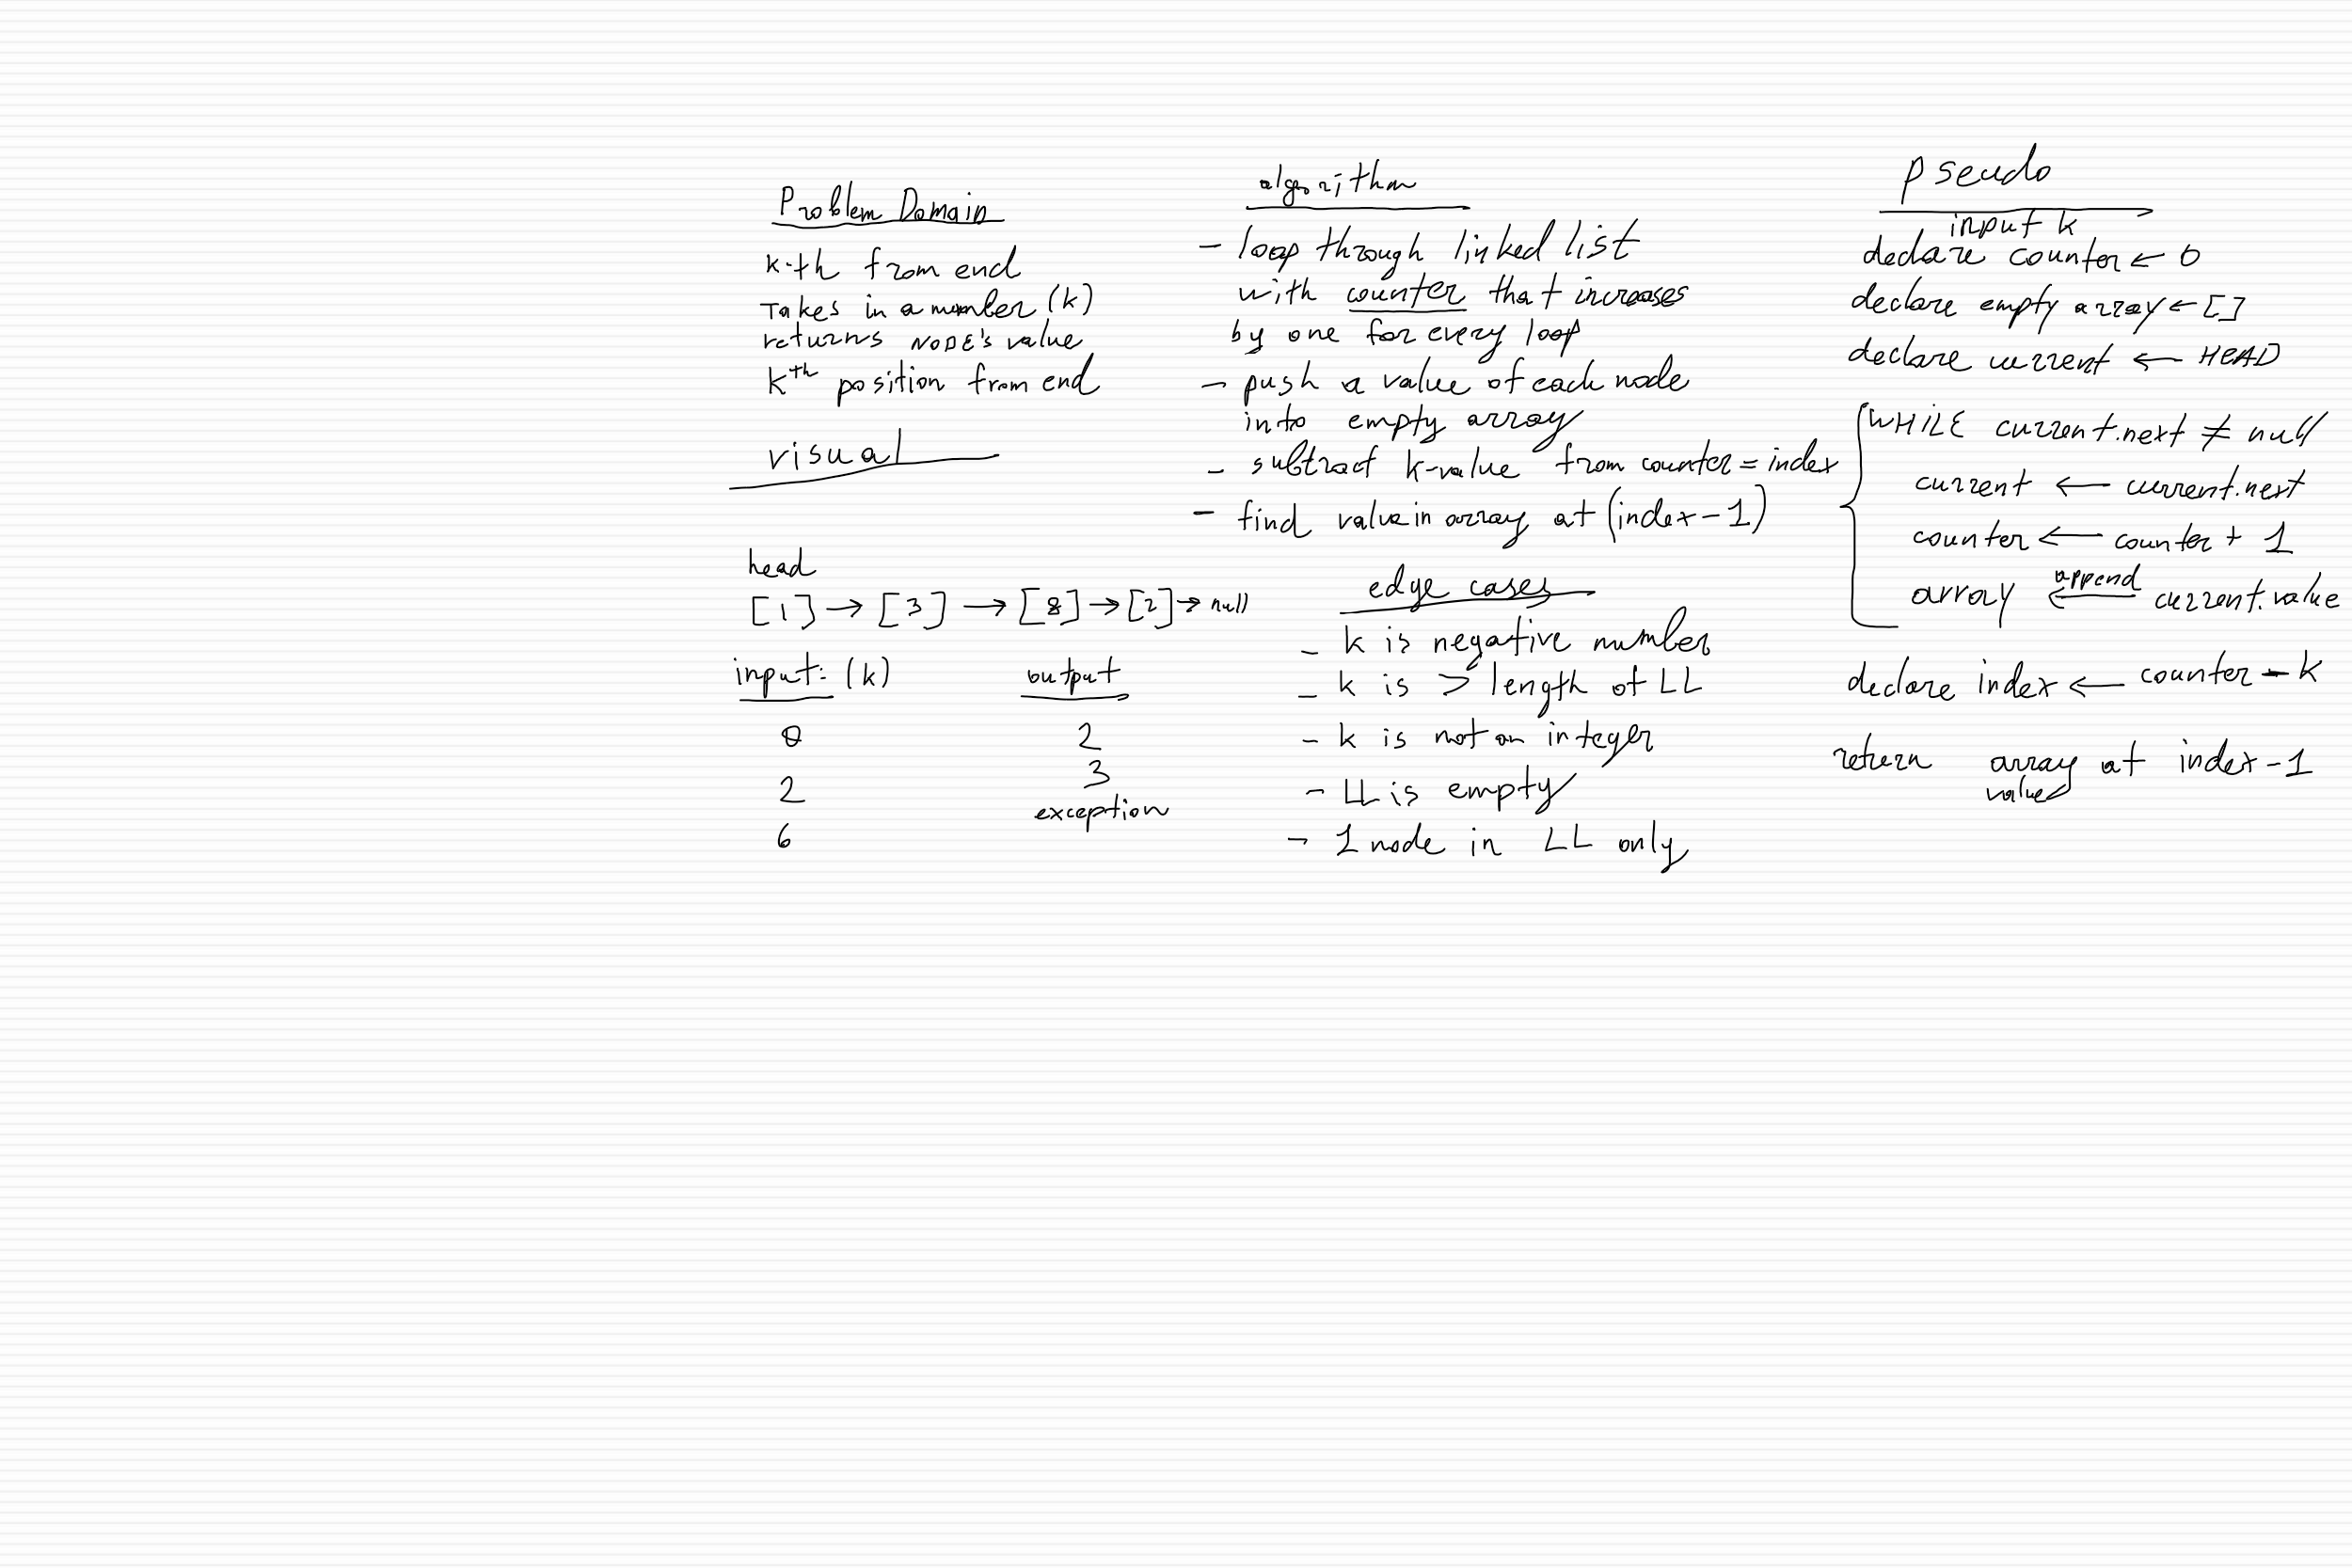 Problem Domain
k-th from end
Takes in a number (k)
returns NODE's value
kth position from end
visual
head
[1] → [3] → [8] → [2] → null
input: (k) output
0 2
2 3
6 exception
algorithm
- loop through linked list
with counter that increases
by one for every loop
- push a value of each node
into empty array
- subtract k-value from counter = index
- find value in array at (index-1)
edge cases
- k is negative number
- k is > length of LL
- k is not an integer
- LL is empty
- 1 node in LL only
pseudo
input k
declare counter ← 0
declare empty array ← []
declare current ← HEAD
WHILE current.next ≠ null
current ← current.next
counter ← counter + 1
array append ← current.value
declare index ← counter - k
return array at index-1
value